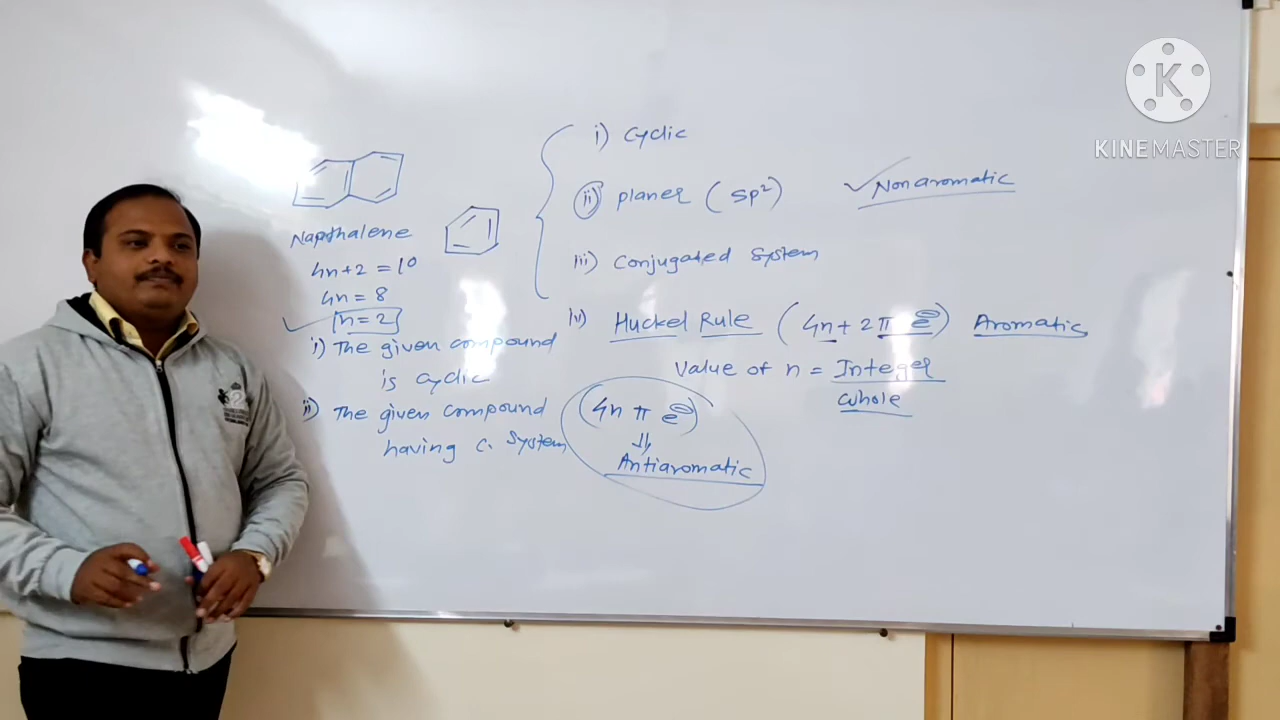 Napthalene
4n+2 = 10
4n = 8
n = 2
i) The given compound
is cyclic
ii) The given compound
having c. system
i) Cyclic
ii) planer (sp²)
Nonaromatic
iii) Conjugated system
iv) Huckel Rule (4n+2 π e⊖) Aromatic
Value of n = Integer
whole
(4n π e⊖)
⇓
Antiaromatic
K
KINEMASTER